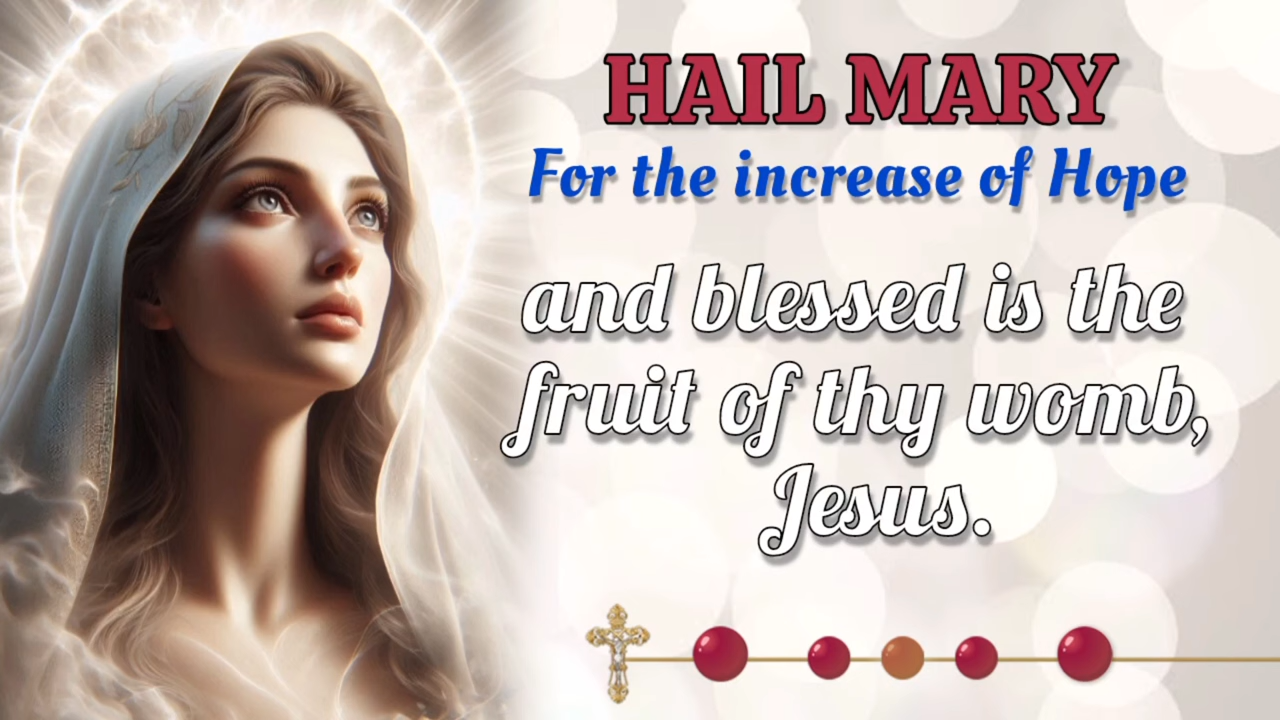 HAIL MARY
For the increase of Hope
and blessed is the
fruit of thy womb,
Jesus.